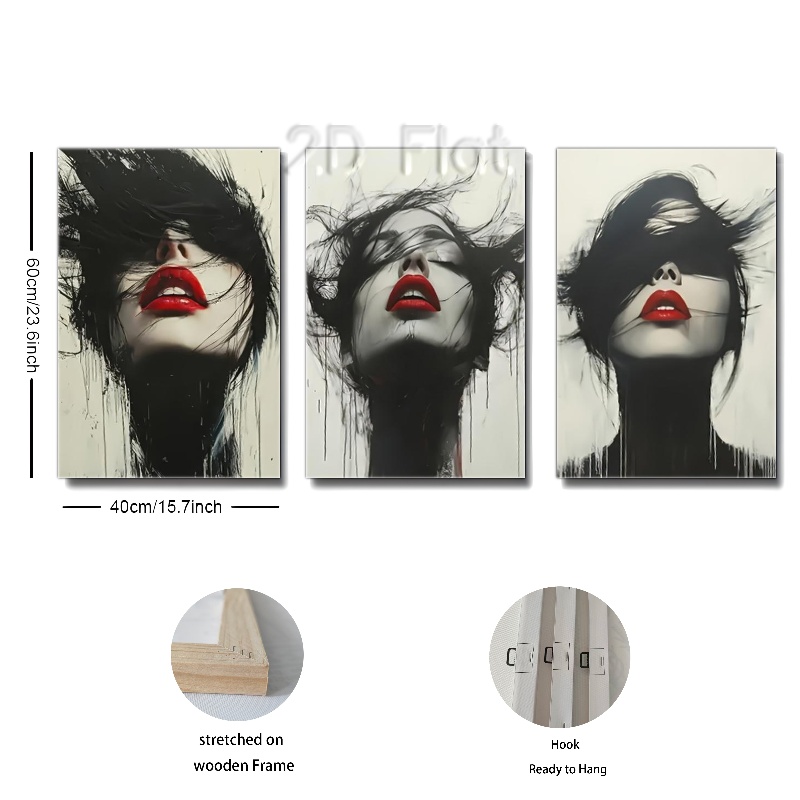 2D Flat
60cm/23.6inch
40cm/15.7inch
stretched on
wooden Frame
Hook
Ready to Hang